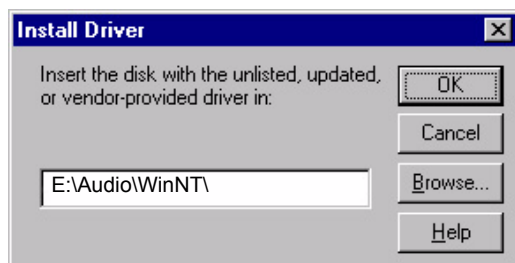 Install Driver
Insert the disk with the unlisted, updated,
or vendor-provided driver in:
OK
Cancel
E:\Audio\WinNT\
Browse...
Help